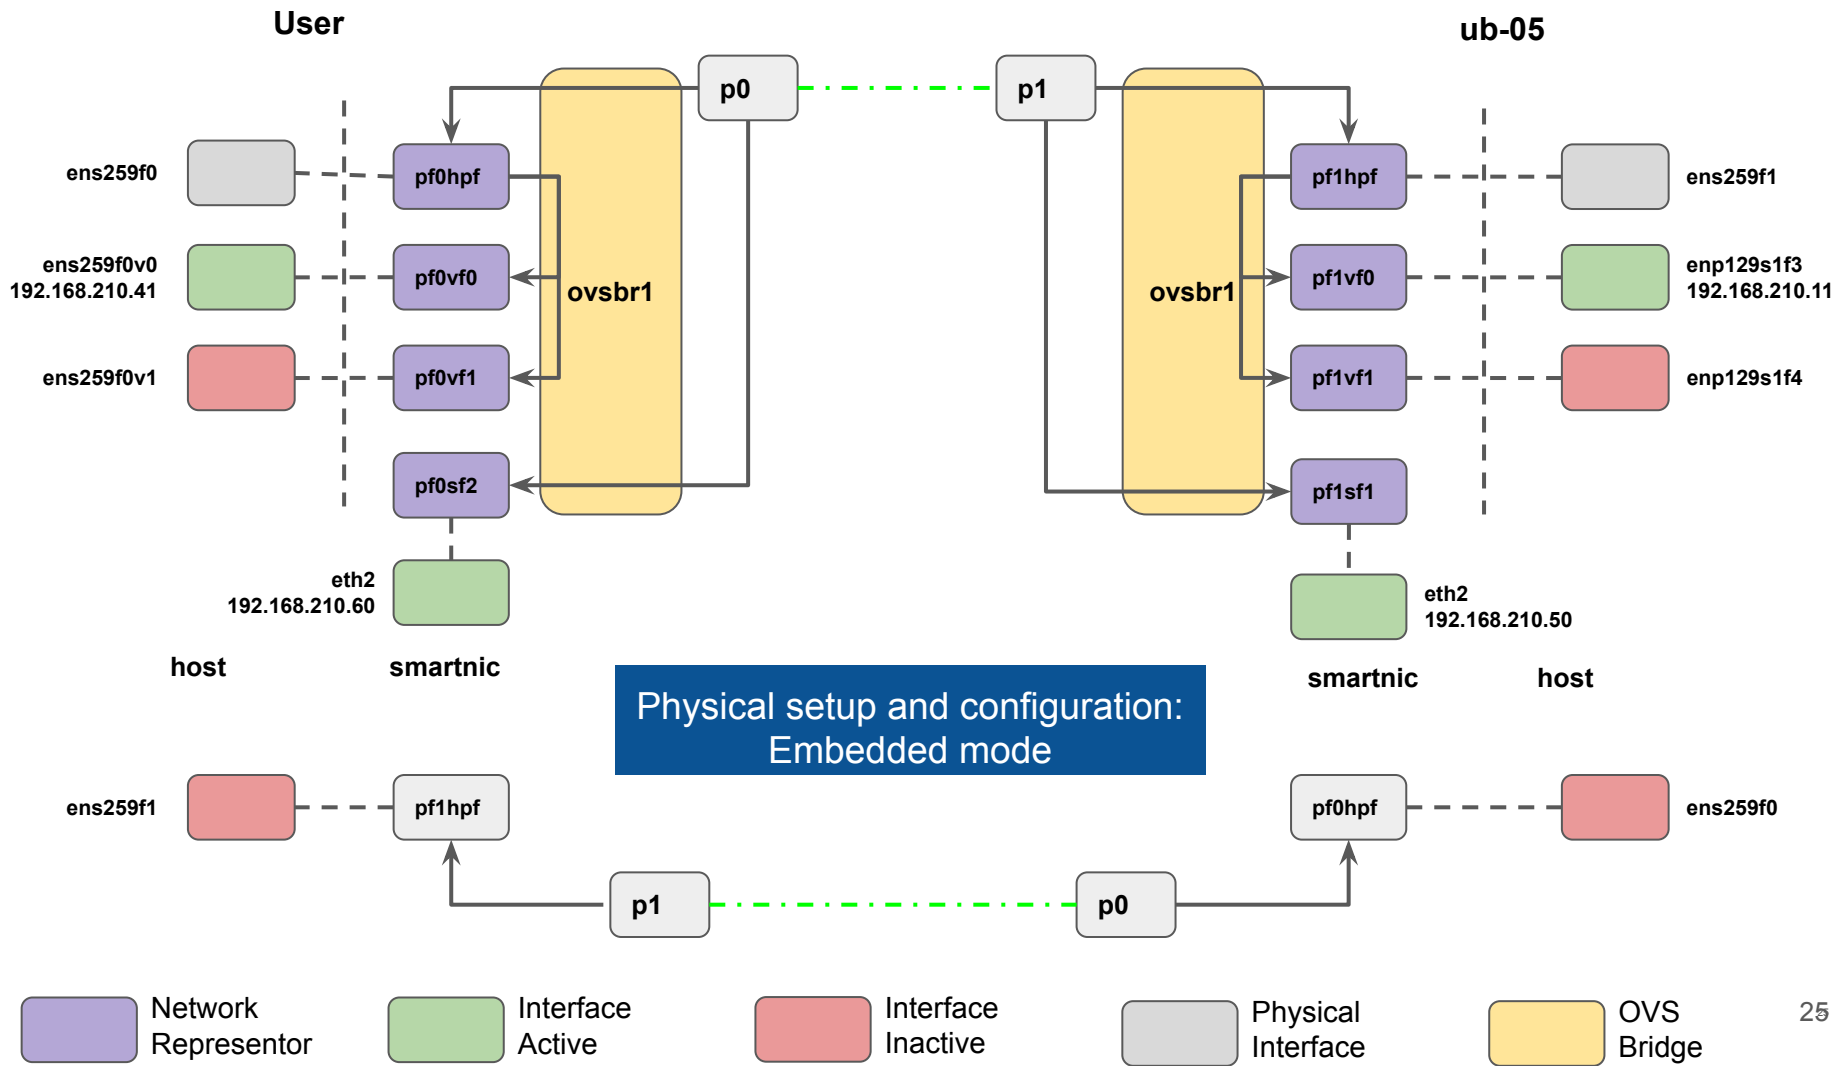 User
ub-05
p0
p1
ens259f0
pf0hpf
pf1hpf
ens259f1
ens259f0v0
192.168.210.41
pf0vf0
ovsbr1
ovsbr1
pf1vf0
enp129s1f3
192.168.210.11
ens259f0v1
pf0vf1
pf1vf1
enp129s1f4
pf0sf2
pf1sf1
eth2
192.168.210.60
eth2
192.168.210.50
host
smartnic
smartnic
host
Physical setup and configuration:
Embedded mode
ens259f1
pf1hpf
pf0hpf
ens259f0
p1
p0
Network
Representor
Interface
Active
Interface
Inactive
Physical
Interface
OVS
Bridge